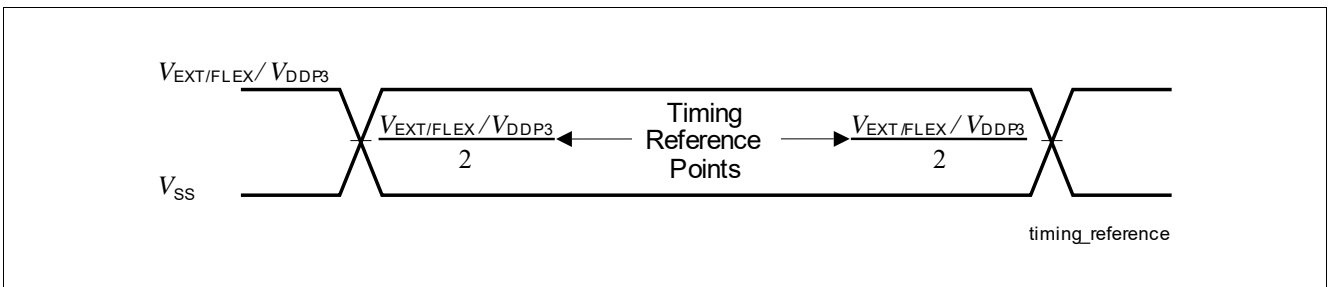 VEXT/FLEX / VDDP3
VEXT/FLEX / VDDP3
2
Timing
Reference
Points
VEXT/FLEX / VDDP3
2
VSS
timing_reference